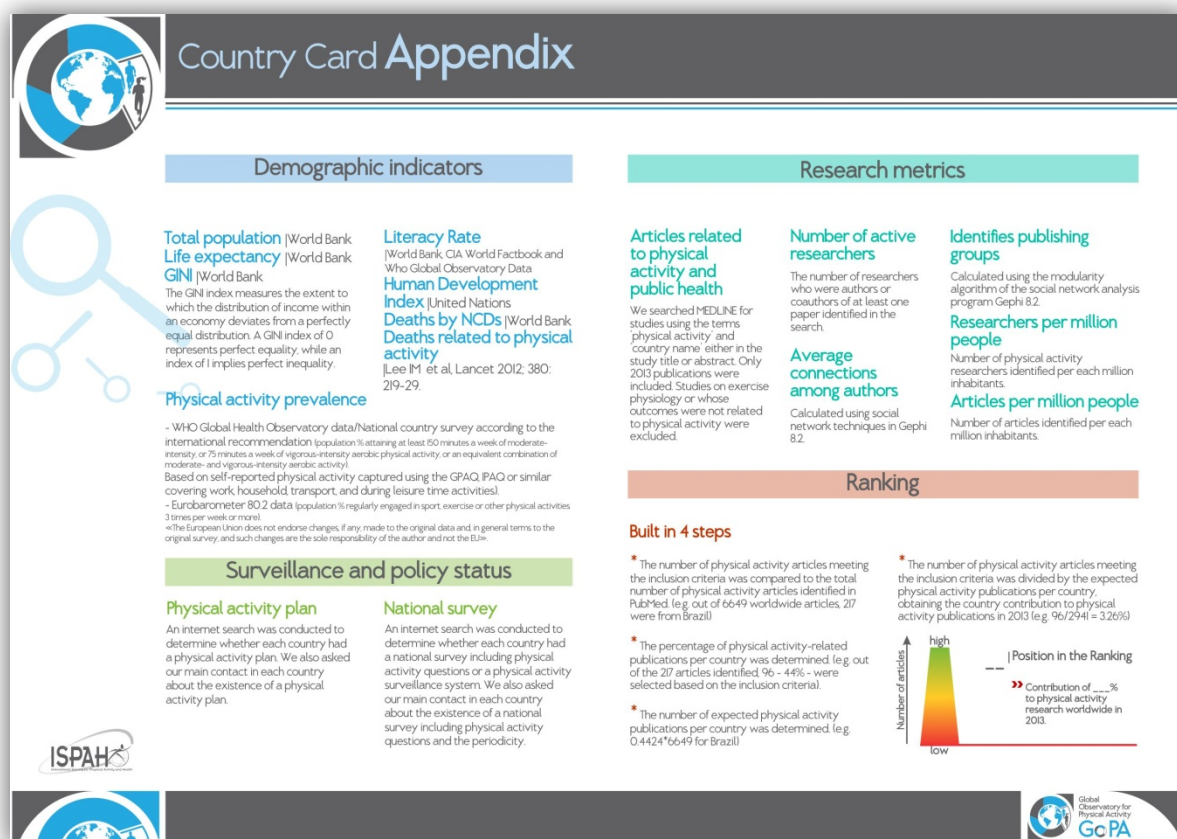 Country Card Appendix
Demographic indicators
Total population |World Bank
Life expectancy |World Bank
GINI |World Bank
The GINI index measures the extent to
which the distribution of income within
an economy deviates from a perfectly
equal distribution. A GINI index of 0
represents perfect equality, while an
index of 1 implies perfect inequality.
Literacy Rate
|World Bank, CIA World Factbook and
Who Global Observatory Data
Human Development
Index |United Nations
Deaths by NCDs |World Bank
Deaths related to physical
activity
|Lee IM et al, Lancet 2012; 380:
219-29.
Physical activity prevalence
- WHO Global Health Observatory data/National country survey according to the
international recommendation (population % attaining at least 150 minutes a week of moderate-
intensity, or 75 minutes a week of vigorous-intensity aerobic physical activity, or an equivalent combination of
moderate- and vigorous-intensity aerobic activity).
Based on self-reported physical activity captured using the GPAQ, IPAQ or similar
covering work, household, transport, and during leisure time activities).
- Eurobarometer 80.2 data (population % regularly engaged in sport, exercise or other physical activities
3 times per week or more).
«The European Union does not endorse changes, if any, made to the original data and, in general terms to the
original survey, and such changes are the sole responsibility of the author and not the EU».
Surveillance and policy status
Physical activity plan
An internet search was conducted to
determine whether each country had
a physical activity plan. We also asked
our main contact in each country
about the existence of a physical
activity plan.
National survey
An internet search was conducted to
determine whether each country had
a national survey including physical
activity questions or a physical activity
surveillance system. We also asked
our main contact in each country
about the existence of a national
survey including physical activity
questions and the periodicity.
Research metrics
Articles related
to physical
activity and
public health
We searched MEDLINE for
studies using the terms
'physical activity' and
'country name' either in the
study title or abstract. Only
2013 publications were
included. Studies on exercise
physiology or whose
outcomes were not related
to physical activity were
excluded.
Number of active
researchers
The number of researchers
who were authors or
coauthors of at least one
paper identified in the
search.
Average
connections
among authors
Calculated using social
network techniques in Gephi
8.2.
Identifies publishing
groups
Calculated using the modularity
algorithm of the social network analysis
program Gephi 8.2.
Researchers per million
people
Number of physical activity
researchers identified per each million
inhabitants.
Articles per million people
Number of articles identified per each
million inhabitants.
Ranking
Built in 4 steps
* The number of physical activity articles meeting
the inclusion criteria was compared to the total
number of physical activity articles identified in
PubMed. (e.g. out of 6649 worldwide articles, 217
were from Brazil)
* The percentage of physical activity-related
publications per country was determined. (e.g. out
of the 217 articles identified, 96 - 44% - were
selected based on the inclusion criteria).
* The number of expected physical activity
publications per country was determined. (e.g.
0.4424*6649 for Brazil)
* The number of physical activity articles meeting
the inclusion criteria was divided by the expected
physical activity publications per country,
obtaining the country contribution to physical
activity publications in 2013 (e.g. 96/2941 = 3.26%)
Number of articles
high
low
__ |Position in the Ranking
» Contribution of ___%
to physical activity
research worldwide in
2013.
ISPAH
Global
Observatory for
Physical Activity
GoPA